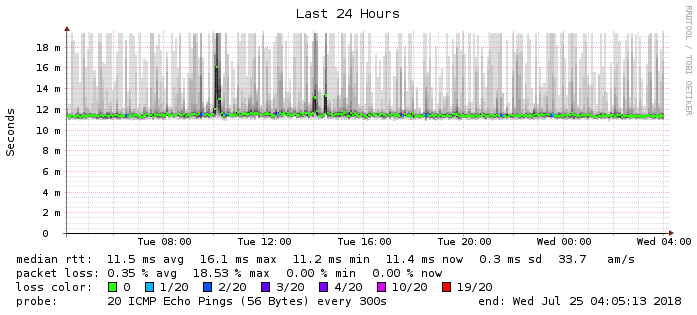 Last 24 Hours
RRDTOOL / TOBI OETIKER
Seconds
18 m
16 m
14 m
12 m
10 m
8 m
6 m
4 m
2 m
0
Tue 08:00 Tue 12:00 Tue 16:00 Tue 20:00 Wed 00:00 Wed 04:00
median rtt: 11.5 ms avg 16.1 ms max 11.2 ms min 11.4 ms now 0.3 ms sd 33.7 am/s
packet loss: 0.35 % avg 18.53 % max 0.00 % min 0.00 % now
loss color: 0 1/20 2/20 3/20 4/20 10/20 19/20
probe: 20 ICMP Echo Pings (56 Bytes) every 300s end: Wed Jul 25 04:05:13 2018